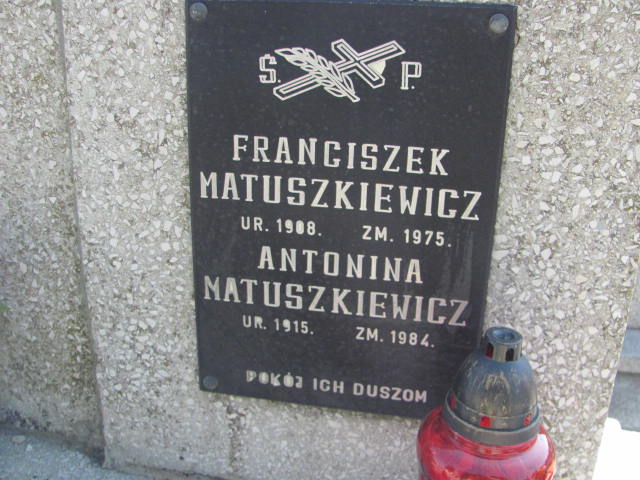 Ś. P.
FRANCISZEK
MATUSZKIEWICZ
UR. 1908. ZM. 1975.
ANTONINA
MATUSZKIEWICZ
UR. 1915. ZM. 1984.
POKÓJ ICH DUSZOM